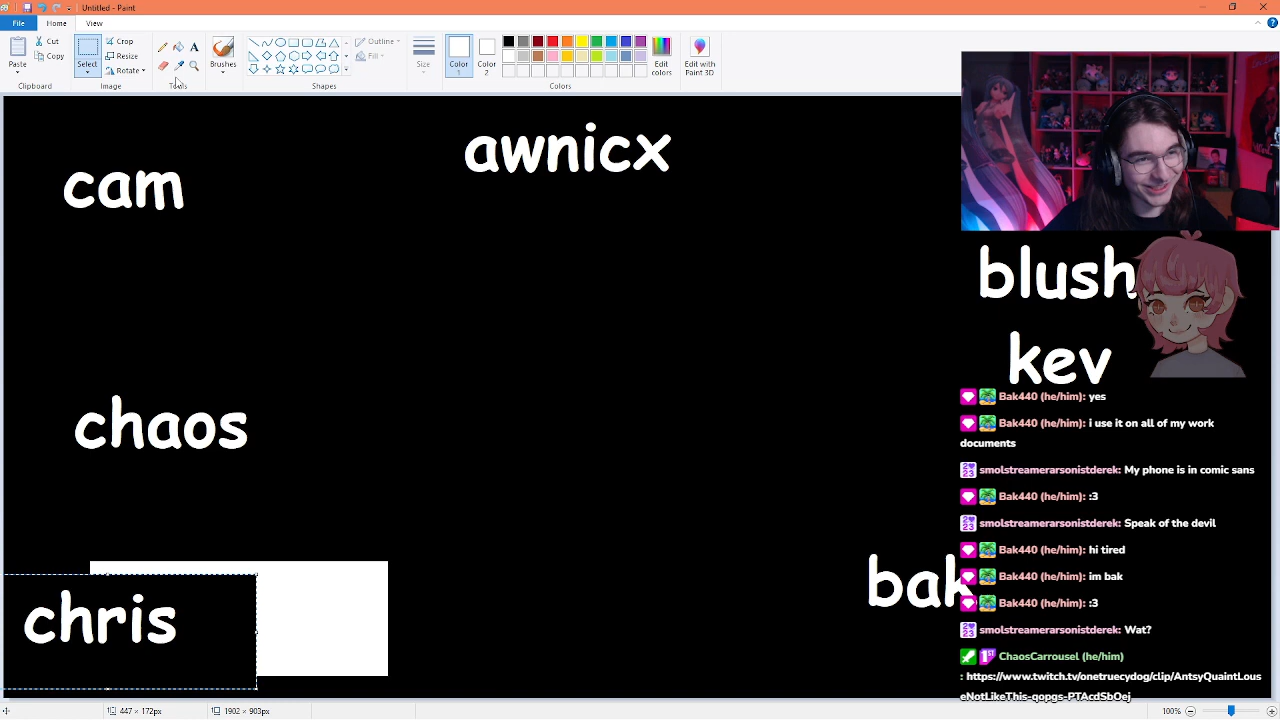 Untitled - Paint
File Home View
Paste
Cut
Copy
Clipboard
Select
Crop
Resize
Rotate
Image
Tools
Brushes
Outline
Fill
Shapes
Size
Color 1
Color 2
Edit colors
Colors
Edit with Paint 3D
cam
awnicx
blush
kev
chaos
bak
chris
Bak440 (he/him): yes
Bak440 (he/him): i use it on all of my work
documents
smolstreamerarsonistderek: My phone is in comic sans
Bak440 (he/him): :3
smolstreamerarsonistderek: Speak of the devil
Bak440 (he/him): hi tired
Bak440 (he/him): im bak
Bak440 (he/him): :3
smolstreamerarsonistderek: Wat?
1ST ChaosCarrousel (he/him)
: https://www.twitch.tv/onetruecydog/clip/AntsyQuaintLous
eNotLikeThis-qopgs-PTAcdSbOej
447 × 172px
1902 × 903px
100%